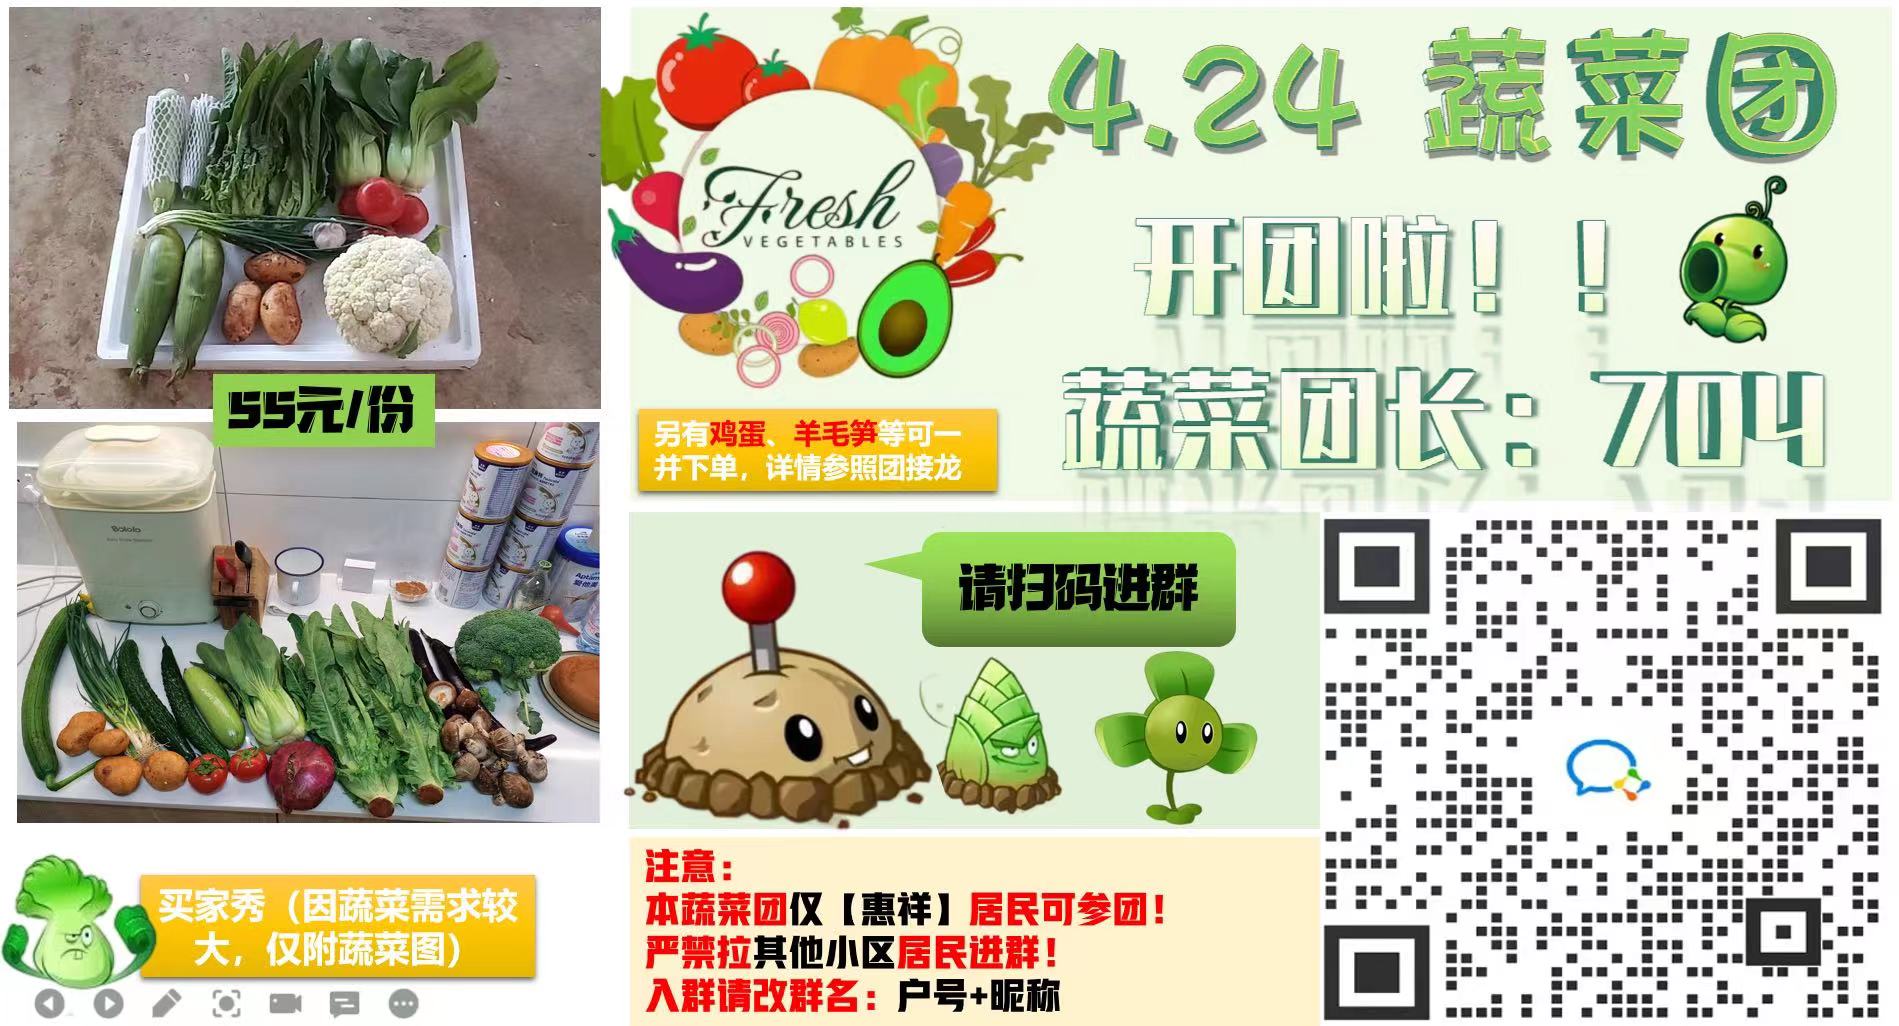 55元/份
买家秀（因蔬菜需求较
大，仅附蔬菜图）
Fresh
VEGETABLES
4.24 蔬菜团
开团啦！！
蔬菜团长：704
另有鸡蛋、羊毛笋等可一
并下单，详情参照团接龙
请扫码进群
注意：
本蔬菜团仅【惠祥】居民可参团！
严禁拉其他小区居民进群！
入群请改群名：户号+昵称